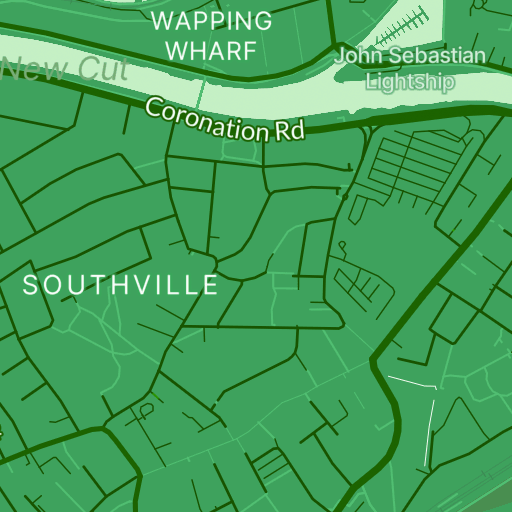 WAPPING
WHARF
John Sebastian
Lightship
New Cut
Coronation Rd
SOUTHVILLE